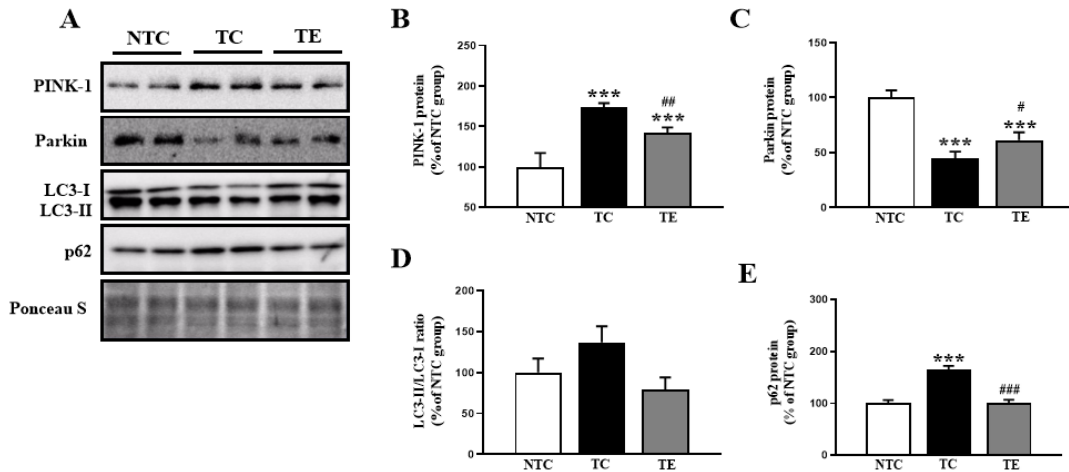 A
NTC TC TE
PINK-1
Parkin
LC3-I
LC3-II
p62
Ponceau S
B
PINK-1 protein
(% of NTC group)
250
200
150
100
50
***
##
***
NTC TC TE
C
Parkin protein
(% of NTC group)
150
100
50
0
***
#
***
NTC TC TE
D
LC3-II/LC3-I ratio
(% of NTC group)
200
150
100
50
0
NTC TC TE
E
p62 protein
(% of NTC group)
300
200
100
0
***
###
NTC TC TE